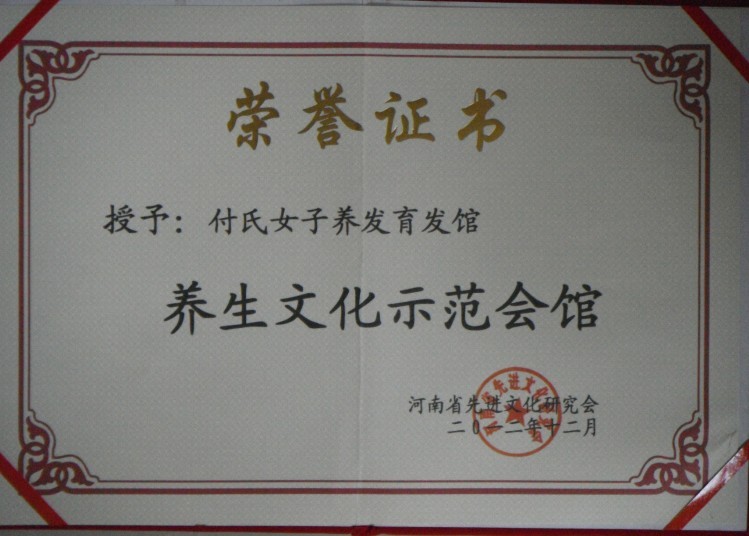 荣誉证书
授予：付氏女子养发育发馆
养生文化示范会馆
河南省先进文化研究会
二〇一二年十二月